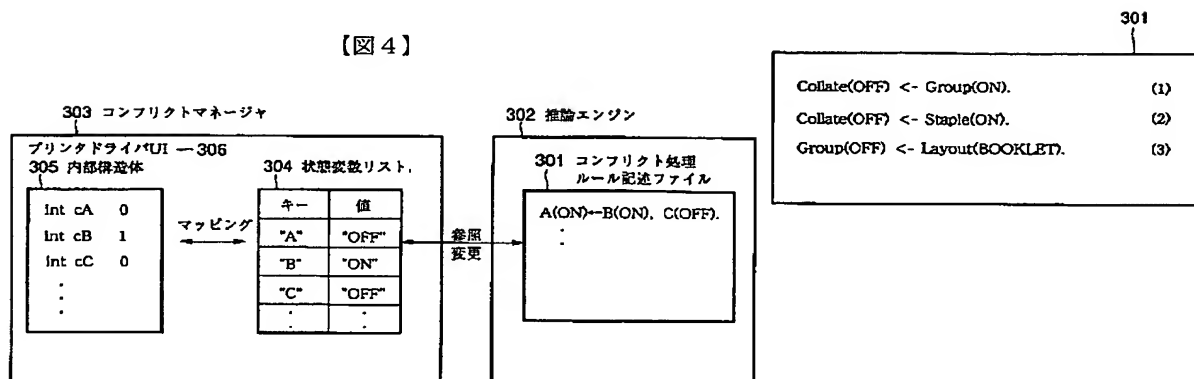 【図４】
303 コンフリクトマネージャ
プリンタドライバUI ― 306
305 内部構造体
int cA 0
int cB 1
int cC 0
マッピング
304 状態変数リスト.
キー 値
"A" "OFF"
"B" "ON"
"C" "OFF"
参照
変更
302 推論エンジン
301 コンフリクト処理
ルール記述ファイル
A(ON)←B(ON), C(OFF).
301
Collate(OFF) <- Group(ON). (1)
Collate(OFF) <- Staple(ON). (2)
Group(OFF) <- Layout(BOOKLET). (3)